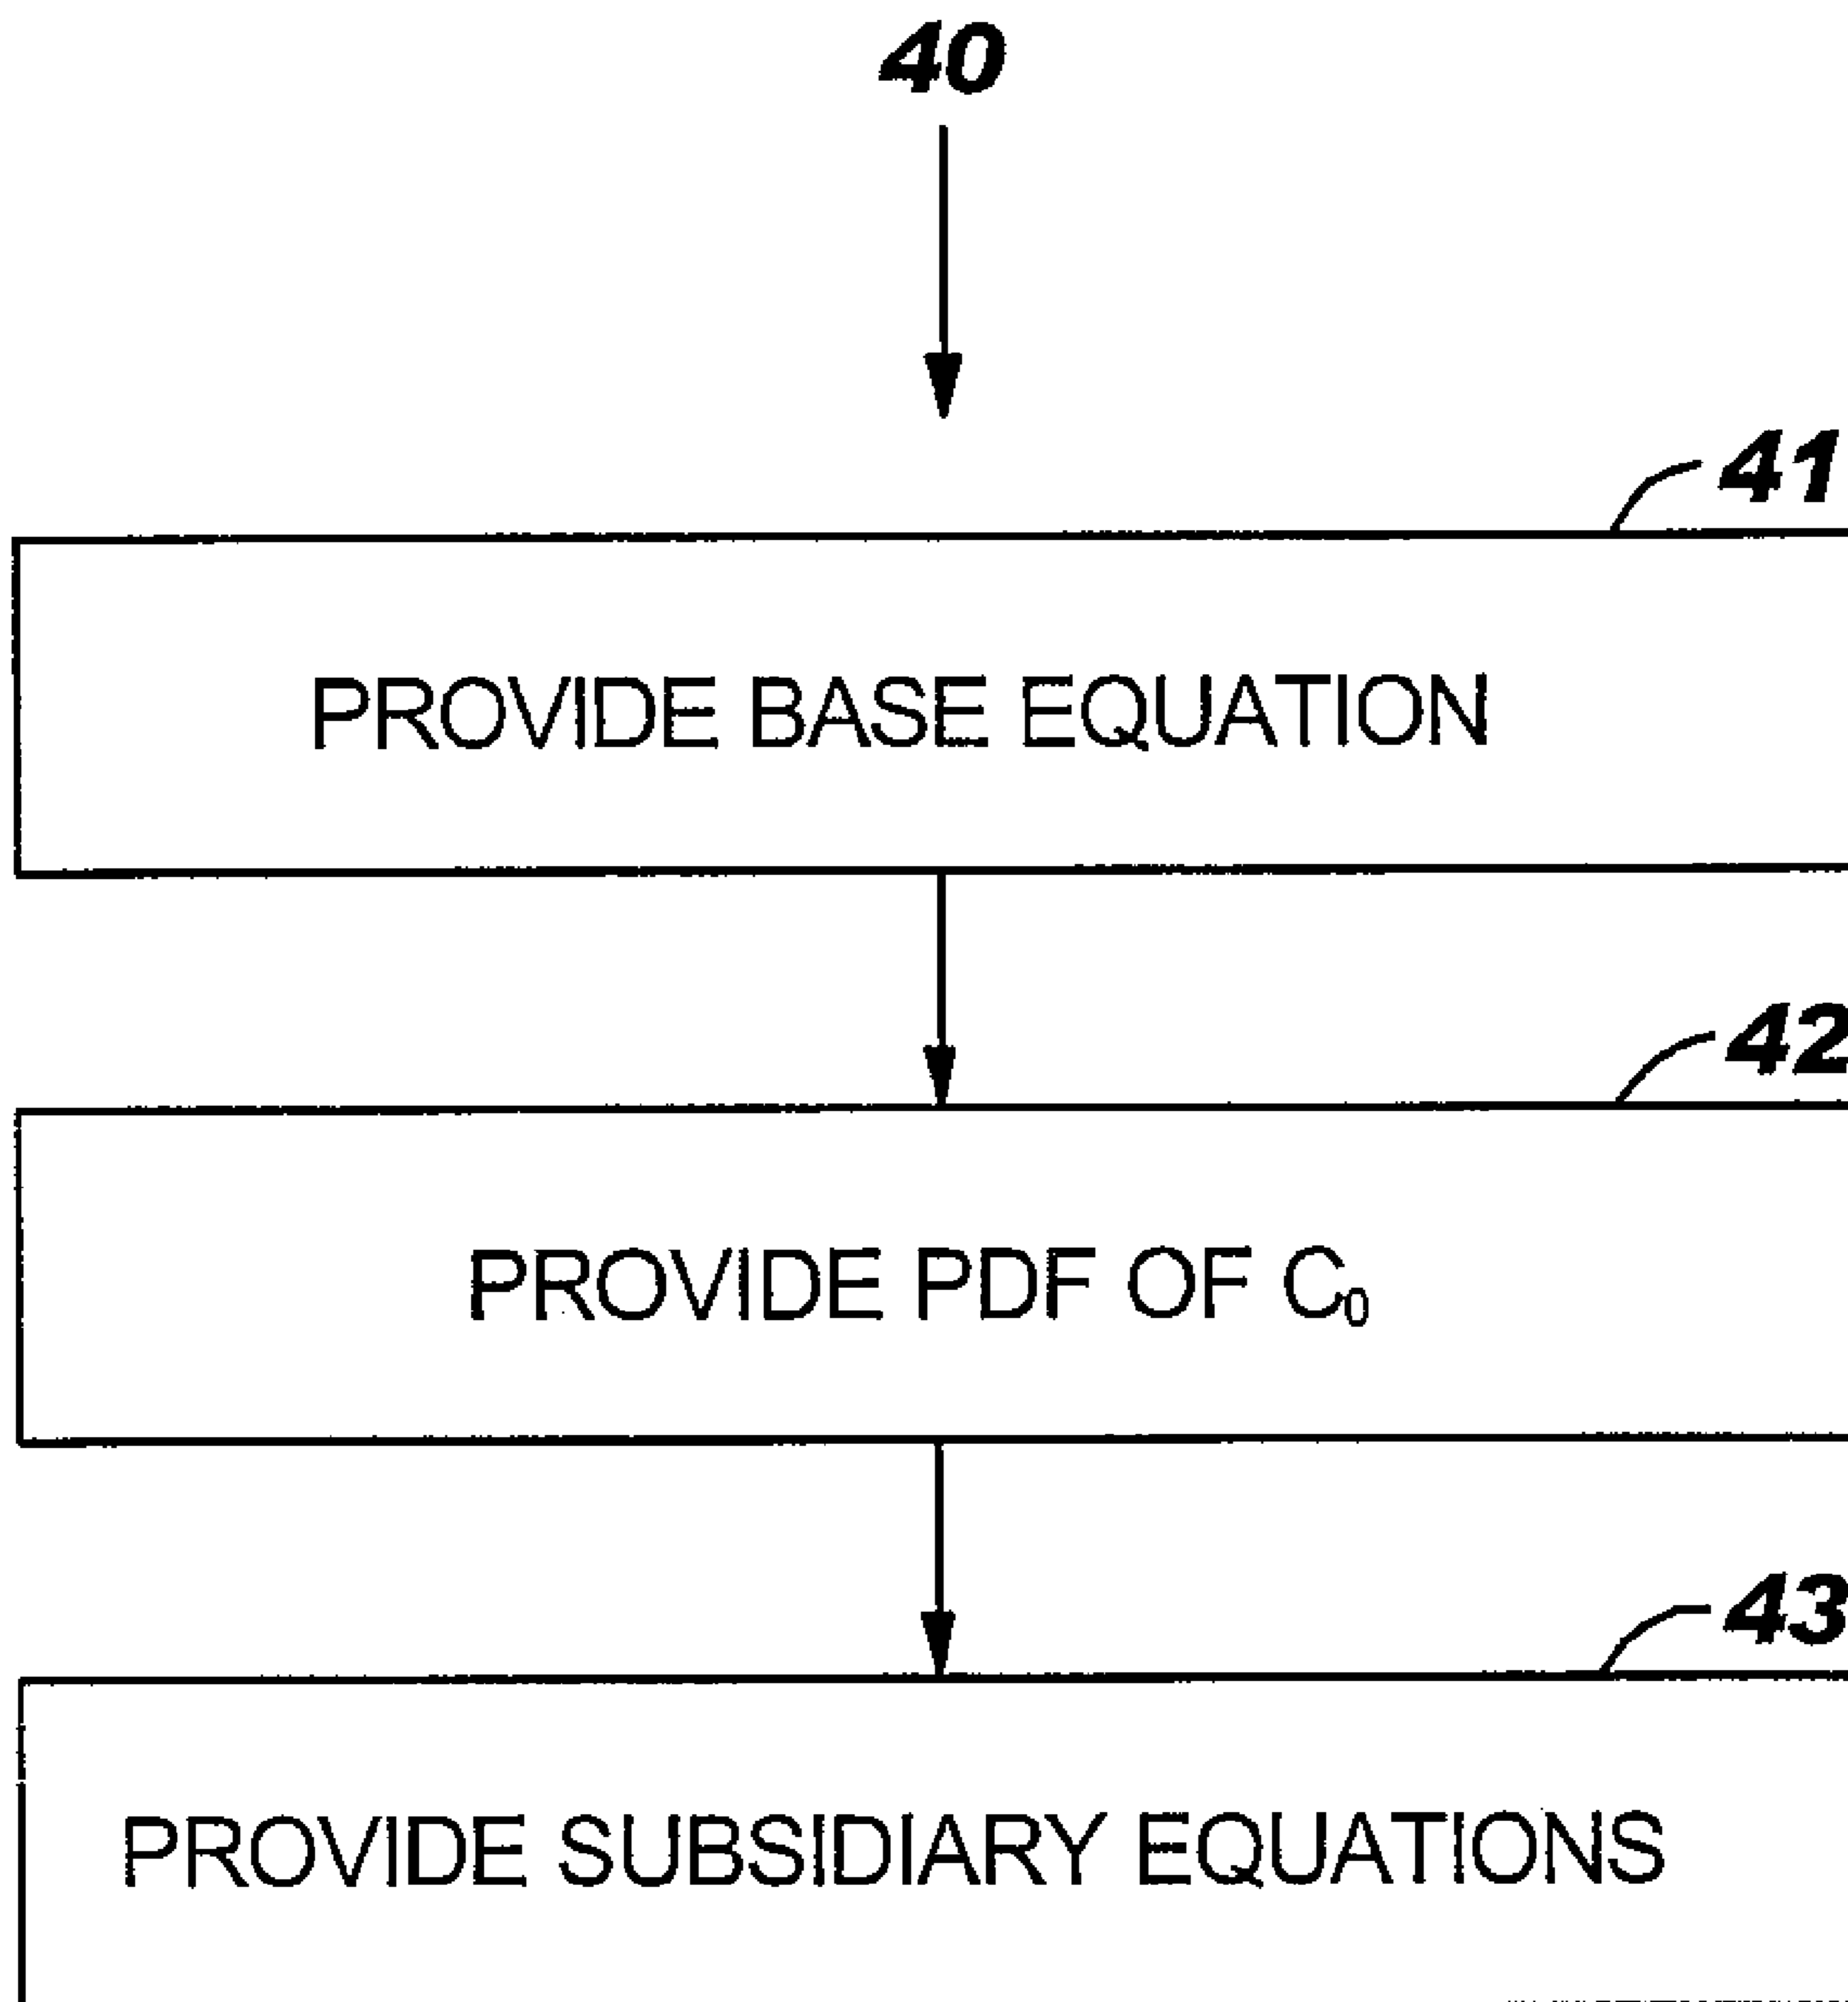 40
41
PROVIDE BASE EQUATION
42
PROVIDE PDF OF C₀
43
PROVIDE SUBSIDIARY EQUATIONS